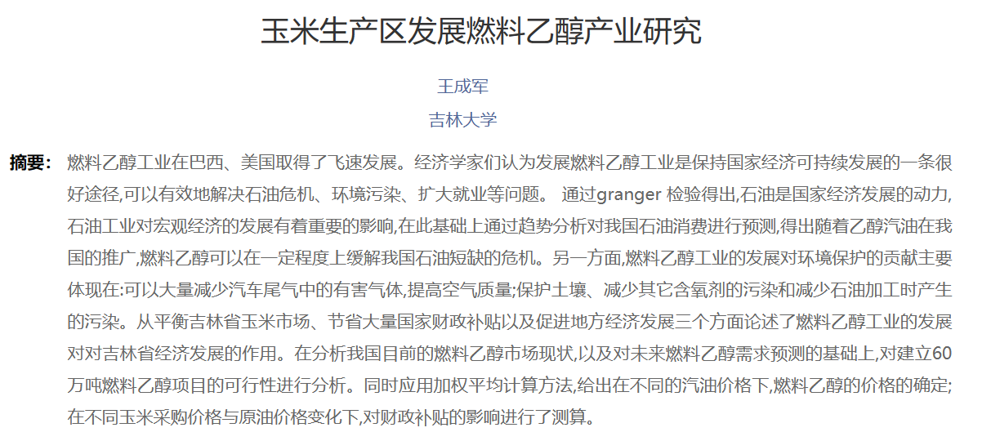 玉米生产区发展燃料乙醇产业研究
王成军
吉林大学
摘要： 燃料乙醇工业在巴西、美国取得了飞速发展。经济学家们认为发展燃料乙醇工业是保持国家经济可持续发展的一条很
好途径,可以有效地解决石油危机、环境污染、扩大就业等问题。 通过granger 检验得出,石油是国家经济发展的动力,
石油工业对宏观经济的发展有着重要的影响,在此基础上通过趋势分析对我国石油消费进行预测,得出随着乙醇汽油在我
国的推广,燃料乙醇可以在一定程度上缓解我国石油短缺的危机。另一方面,燃料乙醇工业的发展对环境保护的贡献主要
体现在:可以大量减少汽车尾气中的有害气体,提高空气质量;保护土壤、减少其它含氧剂的污染和减少石油加工时产生
的污染。从平衡吉林省玉米市场、节省大量国家财政补贴以及促进地方经济发展三个方面论述了燃料乙醇工业的发展
对对吉林省经济发展的作用。在分析我国目前的燃料乙醇市场现状,以及对未来燃料乙醇需求预测的基础上,对建立60
万吨燃料乙醇项目的可行性进行分析。同时应用加权平均计算方法,给出在不同的汽油价格下,燃料乙醇的价格的确定;
在不同玉米采购价格与原油价格变化下,对财政补贴的影响进行了测算。